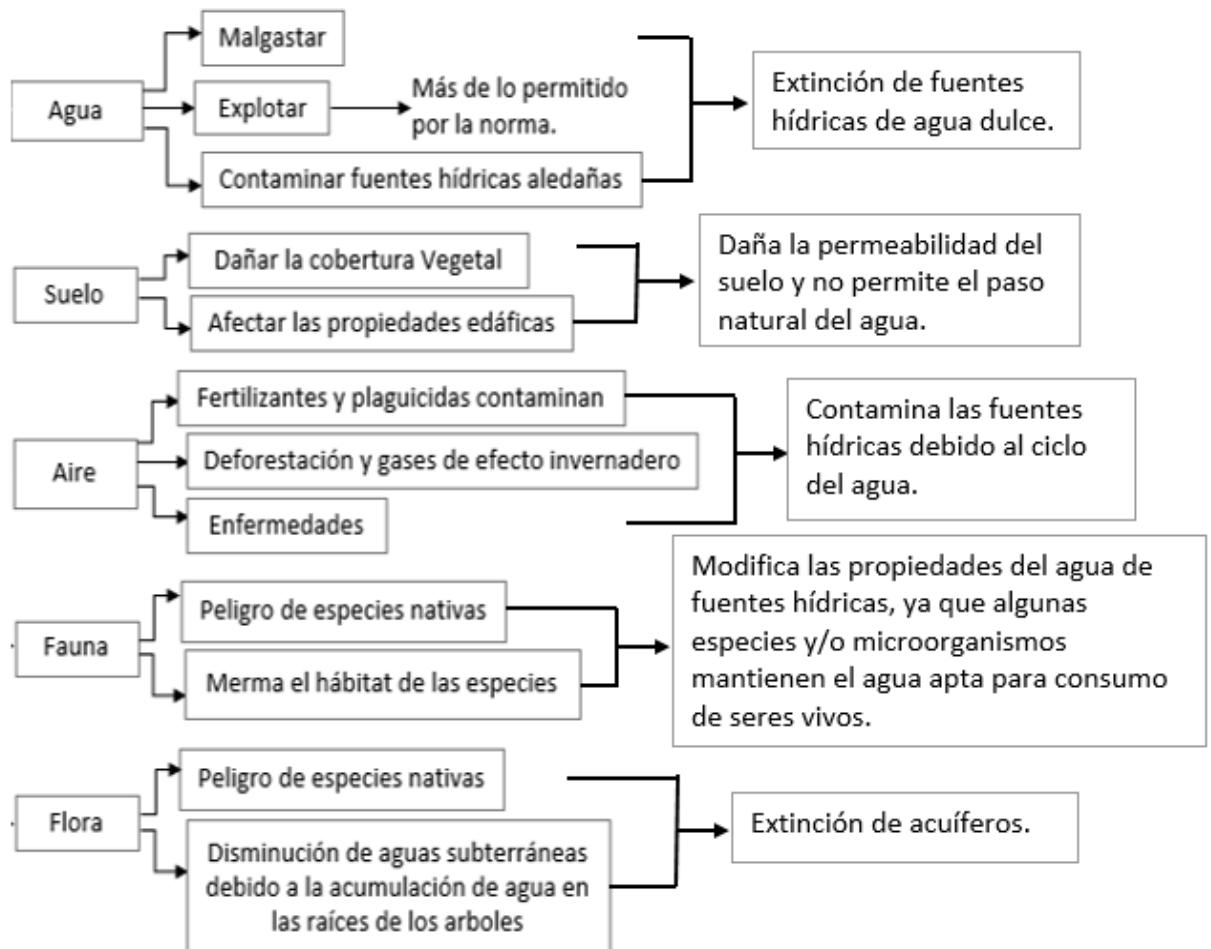 Agua
Malgastar
Explotar
Más de lo permitido
por la norma.
Contaminar fuentes hídricas aledañas
Extinción de fuentes
hídricas de agua dulce.
Suelo
Dañar la cobertura Vegetal
Afectar las propiedades edáficas
Daña la permeabilidad del
suelo y no permite el paso
natural del agua.
Aire
Fertilizantes y plaguicidas contaminan
Deforestación y gases de efecto invernadero
Enfermedades
Contamina las fuentes
hídricas debido al ciclo
del agua.
Fauna
Peligro de especies nativas
Merma el hábitat de las especies
Modifica las propiedades del agua de
fuentes hídricas, ya que algunas
especies y/o microorganismos
mantienen el agua apta para consumo
de seres vivos.
Flora
Peligro de especies nativas
Disminución de aguas subterráneas
debido a la acumulación de agua en
las raíces de los arboles
Extinción de acuíferos.